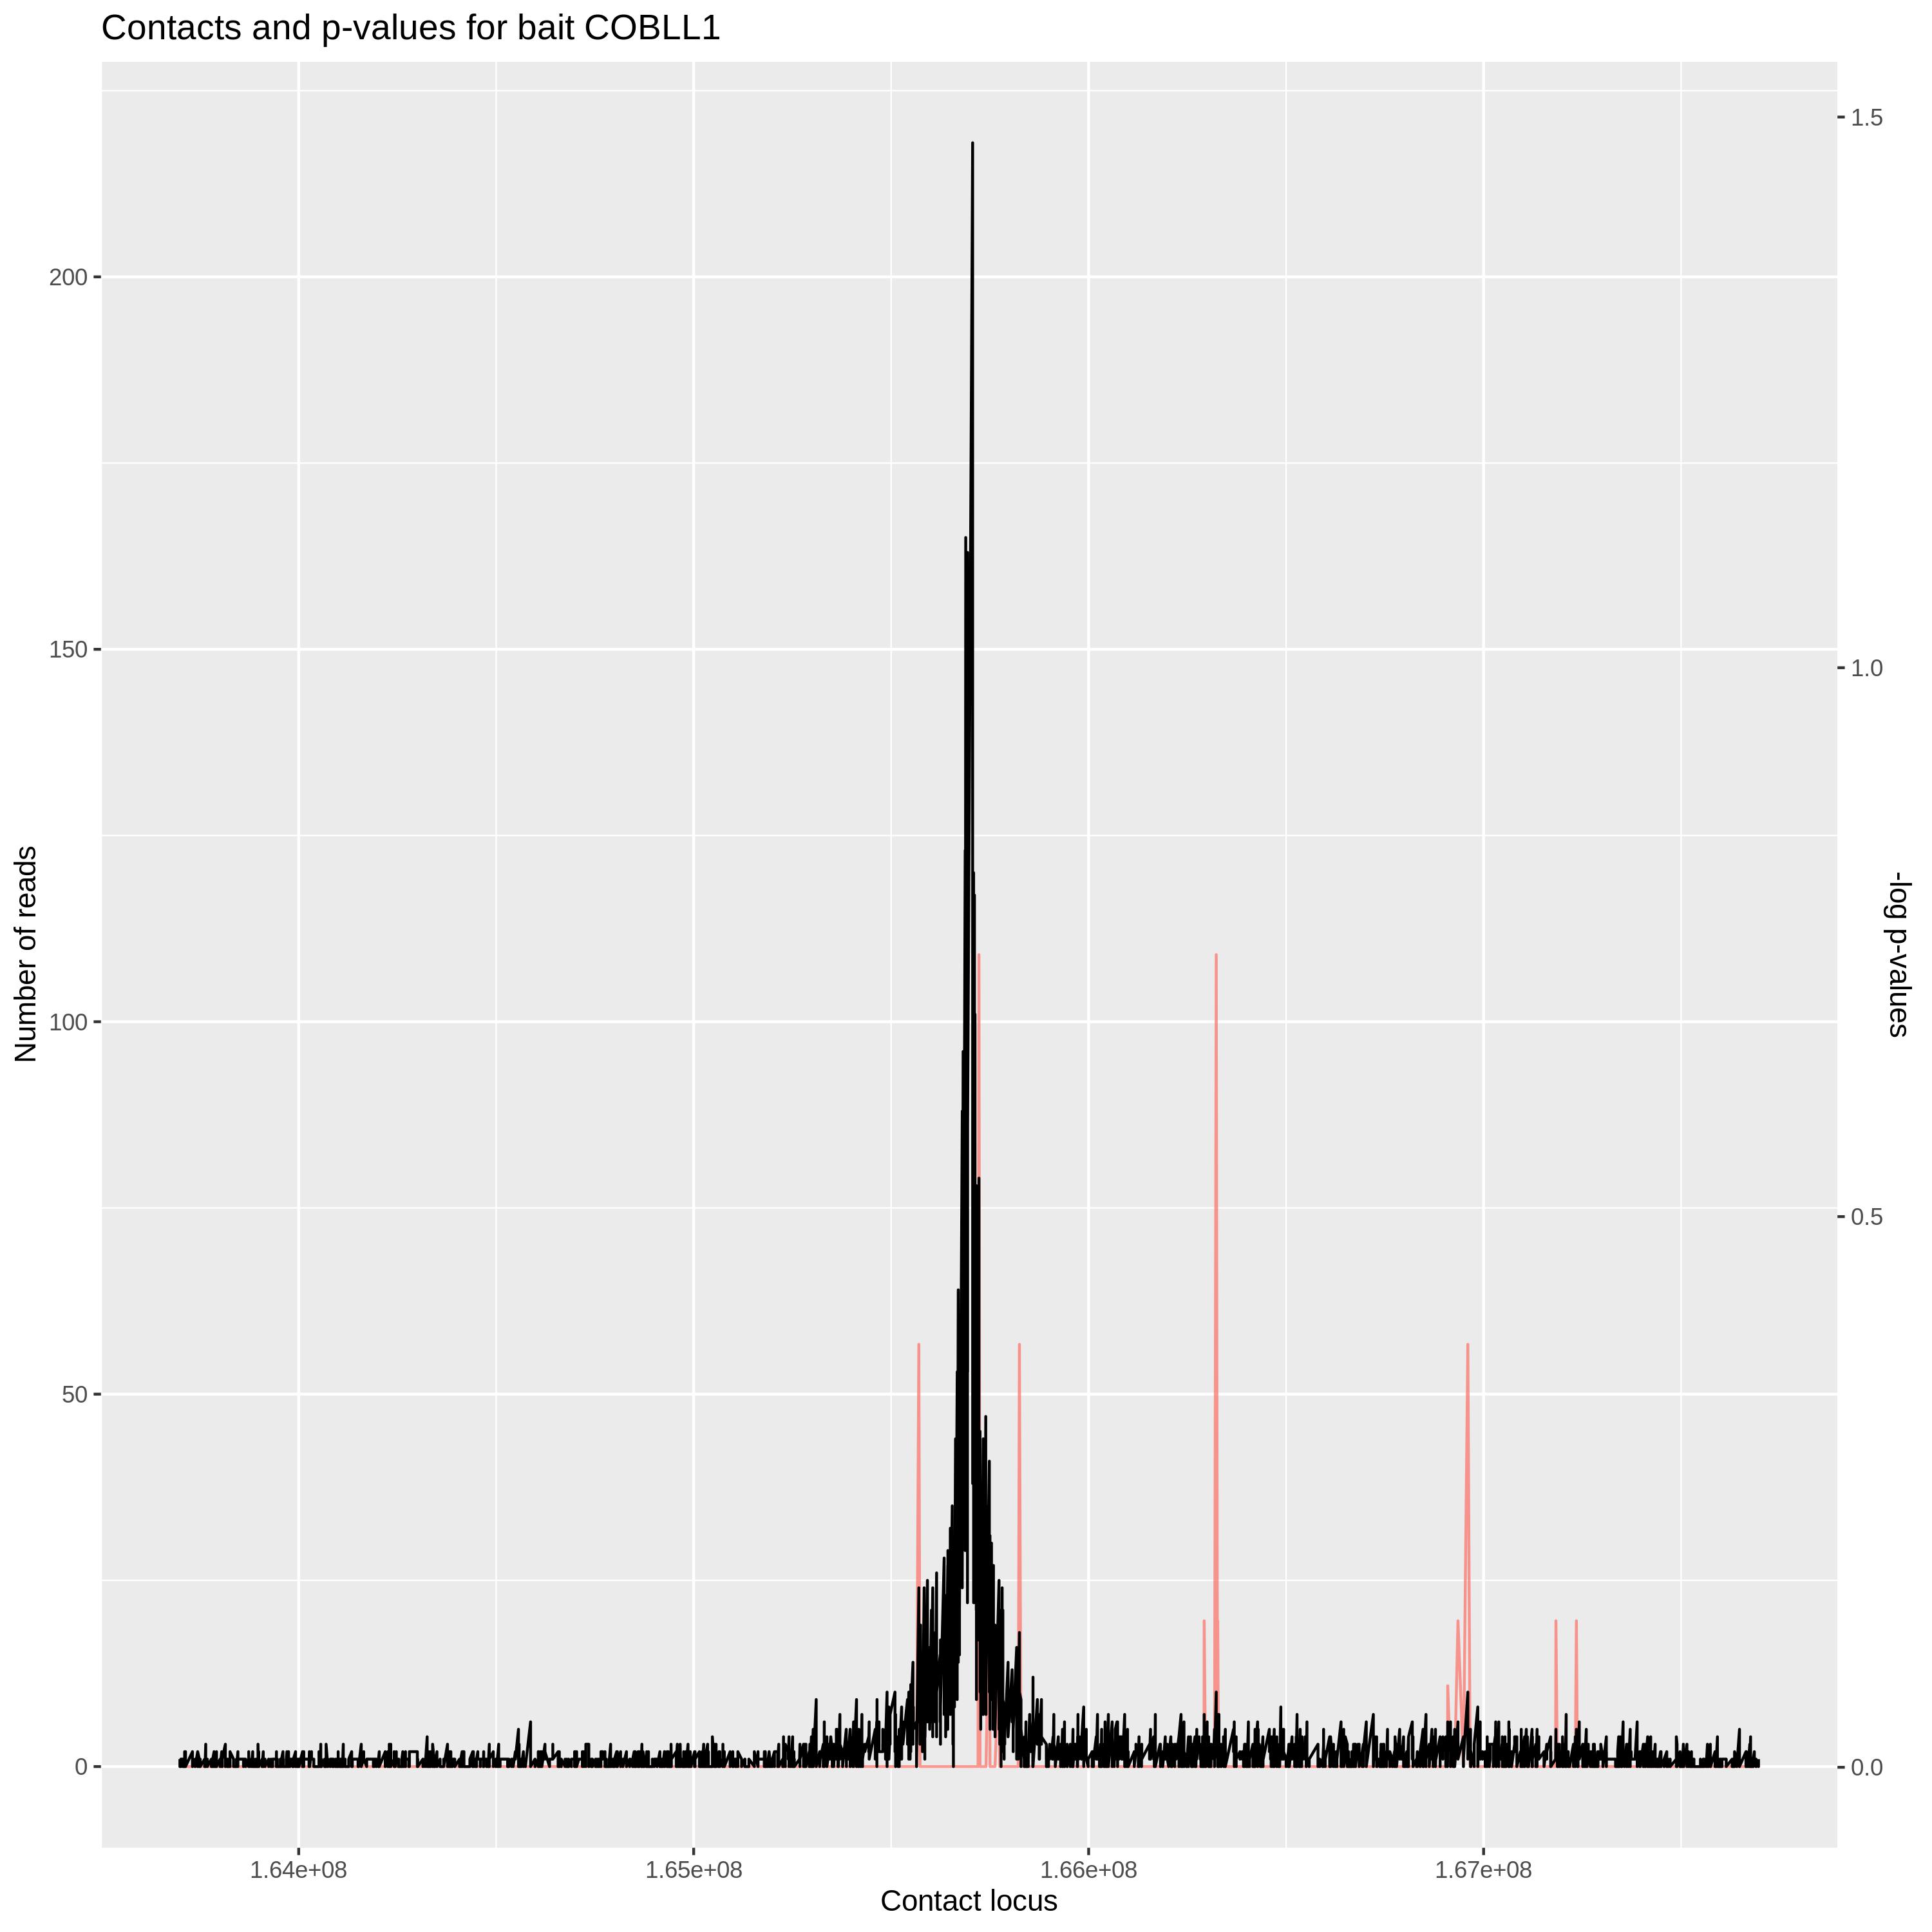 Contacts and p-values for bait COBLL1
200
150
100
50
0
Number of reads
1.5
1.0
0.5
0.0
-log p-values
1.64e+08
1.65e+08
1.66e+08
1.67e+08
Contact locus